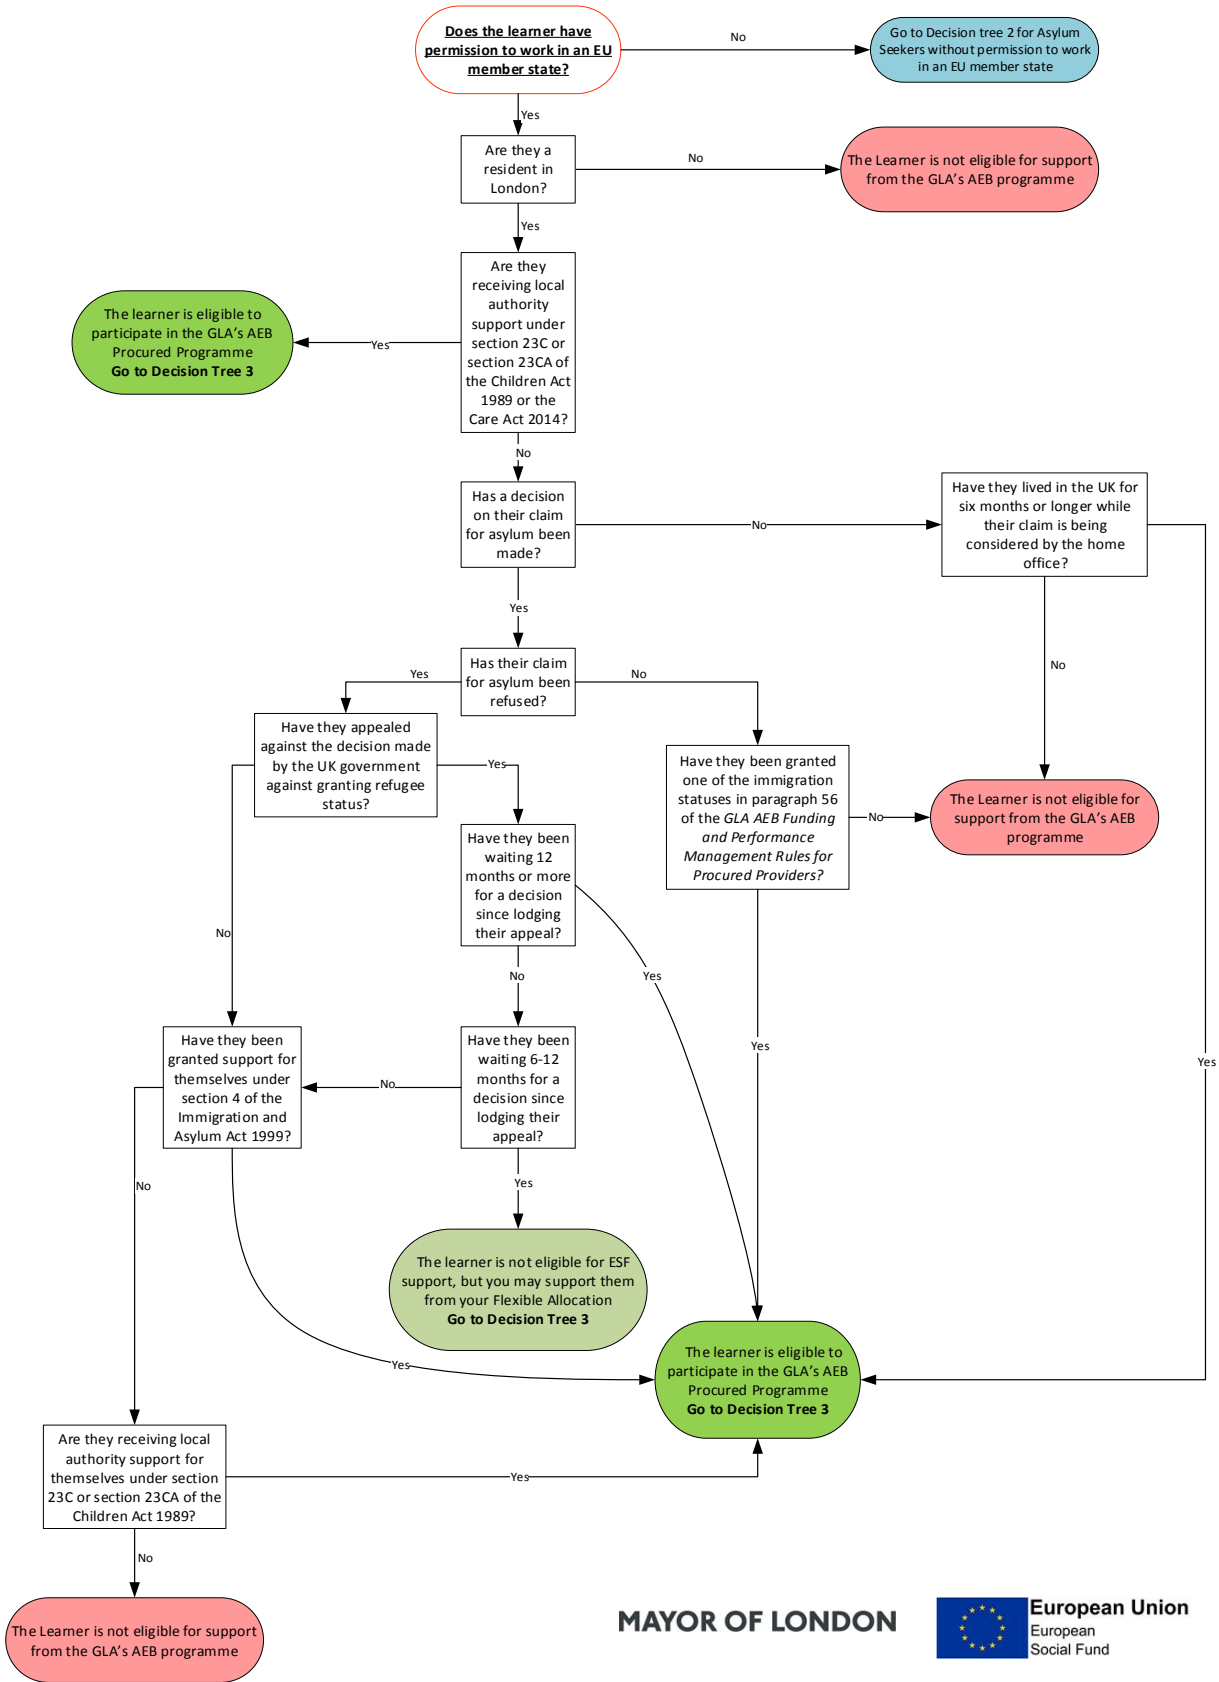 Does the learner have
permission to work in an EU
member state?
No
Go to Decision tree 2 for Asylum
Seekers without permission to work
in an EU member state
Yes
Are they a
resident in
London?
No
The Learner is not eligible for support
from the GLA's AEB programme
Yes
Are they
receiving local
authority
support under
section 23C or
section 23CA of
the Children Act
1989 or the
Care Act 2014?
Yes
The learner is eligible to
participate in the GLA's AEB
Procured Programme
Go to Decision Tree 3
No
Has a decision
on their claim
for asylum been
made?
No
Have they lived in the UK for
six months or longer while
their claim is being
considered by the home
office?
No
Yes
Yes
Has their claim
for asylum been
refused?
Yes
No
Have they appealed
against the decision made
by the UK government
against granting refugee
status?
Yes
No
Have they been granted
one of the immigration
statuses in paragraph 56
of the GLA AEB Funding
and Performance
Management Rules for
Procured Providers?
No
The Learner is not eligible for
support from the GLA's AEB
programme
Yes
Have they been
waiting 12
months or more
for a decision
since lodging
their appeal?
Yes
No
Have they been
waiting 6-12
months for a
decision since
lodging their
appeal?
No
Yes
Have they been
granted support for
themselves under
section 4 of the
Immigration and
Asylum Act 1999?
No
Yes
The learner is not eligible for ESF
support, but you may support them
from your Flexible Allocation
Go to Decision Tree 3
The learner is eligible to
participate in the GLA's AEB
Procured Programme
Go to Decision Tree 3
Are they receiving local
authority support for
themselves under section
23C or section 23CA of the
Children Act 1989?
Yes
No
The Learner is not eligible for support
from the GLA's AEB programme
MAYOR OF LONDON
European Union
European
Social Fund